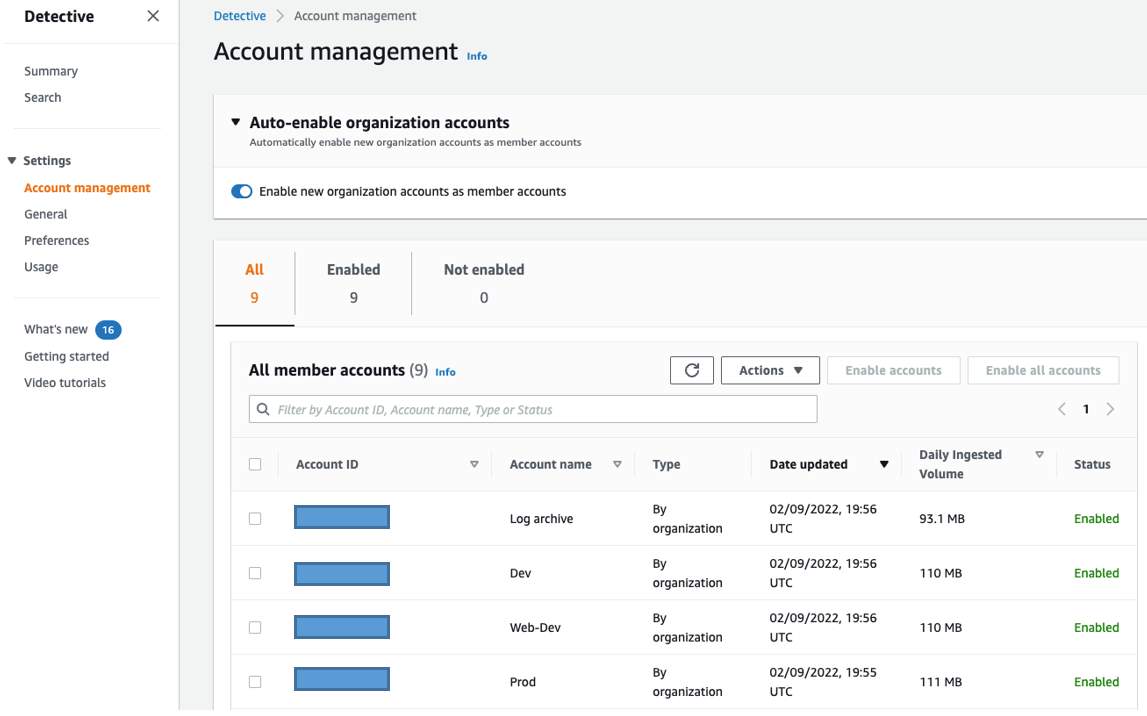 Detective
Summary
Search
Settings
Account management
General
Preferences
Usage
What's new 16
Getting started
Video tutorials
Detective > Account management
Account management Info
Auto-enable organization accounts
Automatically enable new organization accounts as member accounts
Enable new organization accounts as member accounts
All Enabled Not enabled
9 9 0
All member accounts (9) Info
Actions Enable accounts Enable all accounts
Filter by Account ID, Account name, Type or Status
1
Account ID Account name Type Date updated Daily Ingested Volume Status
Log archive By organization 02/09/2022, 19:56 UTC 93.1 MB Enabled
Dev By organization 02/09/2022, 19:56 UTC 110 MB Enabled
Web-Dev By organization 02/09/2022, 19:56 UTC 110 MB Enabled
Prod By organization 02/09/2022, 19:55 UTC 111 MB Enabled